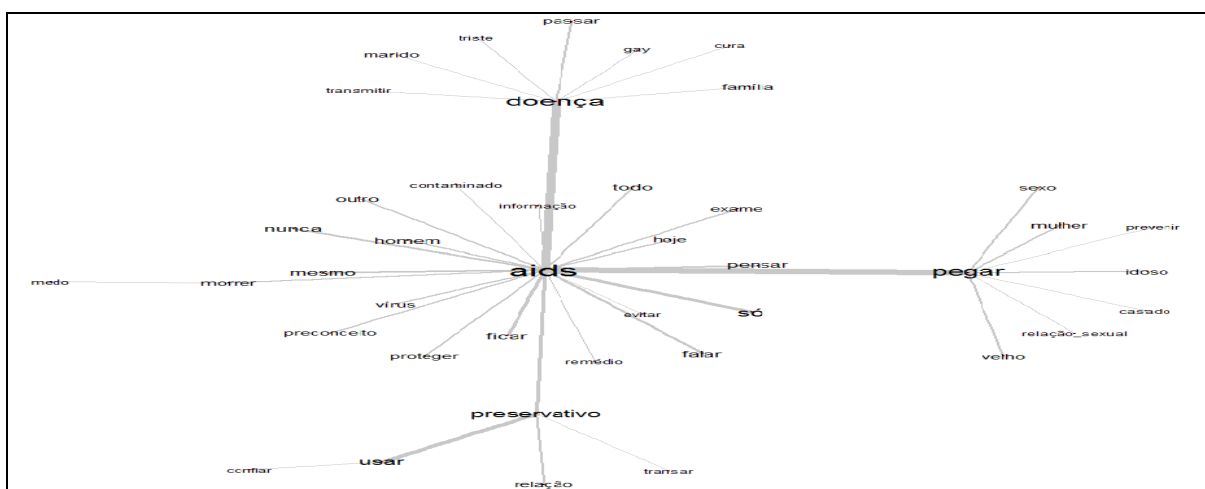 passar
triste
gay
cura
marido
transmitir
família
doença
contaminado
todo
sexo
outro
informação
exame
mulher
prevenir
nunca
homem
hoje
aids
pensar
pegar
idoso
mesmo
medo
morrer
vírus
só
evitar
casado
preconceito
ficar
relação_sexual
proteger
remédio
falar
velho
preservativo
usar
confiar
transar
relação